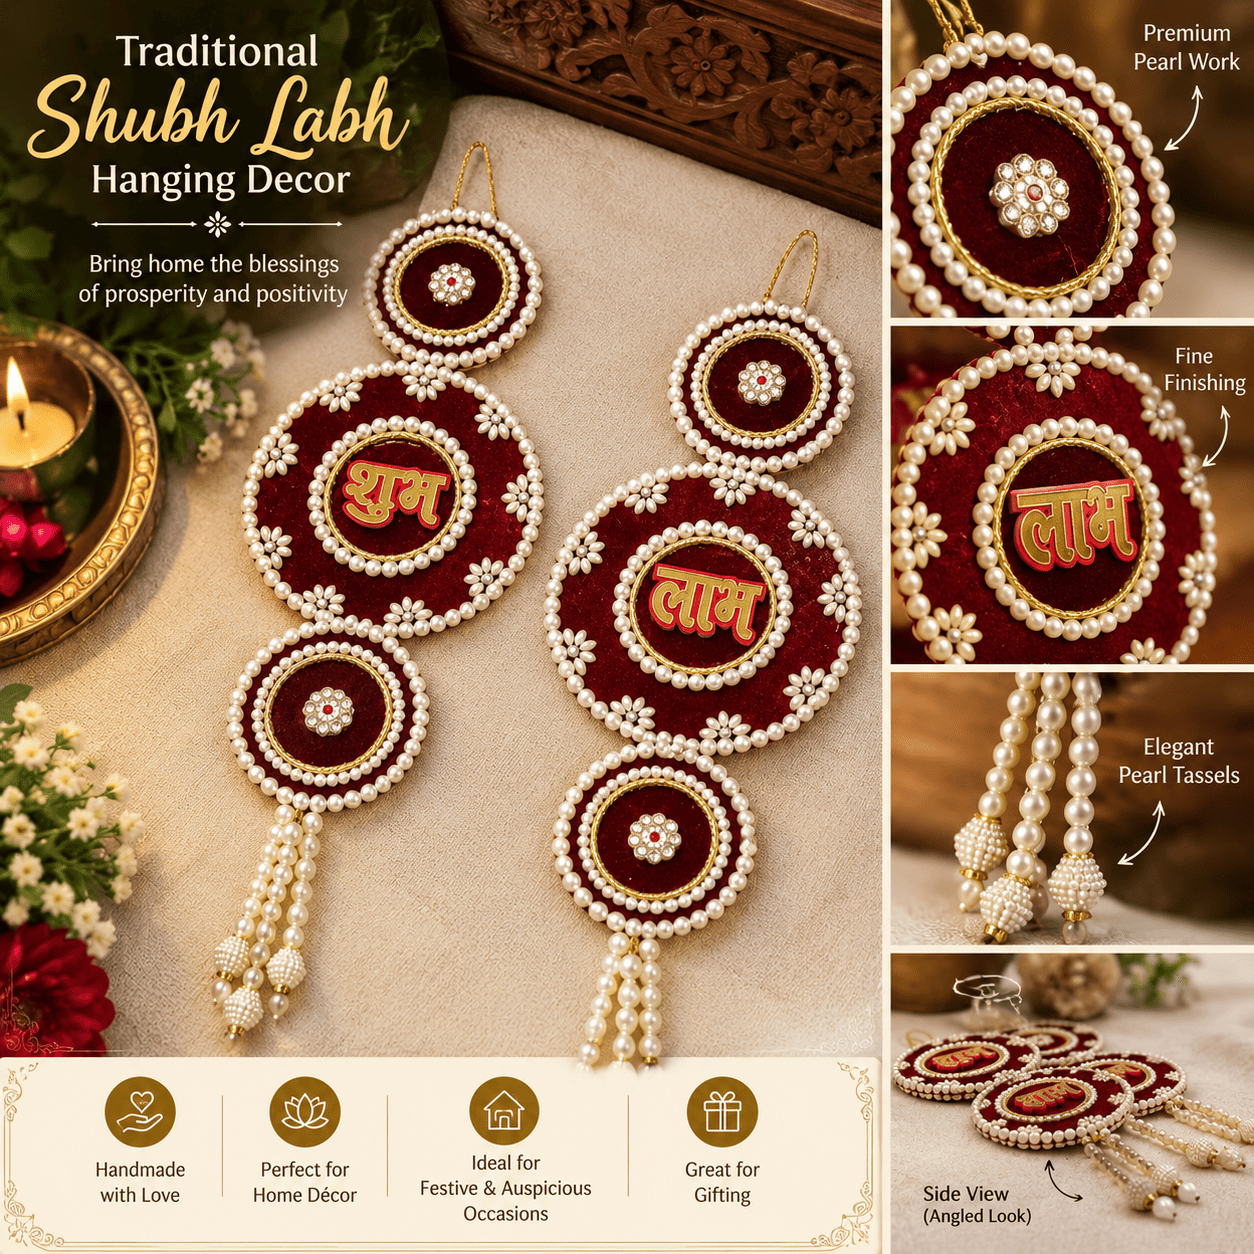 Traditional
Shubh Labh
Hanging Decor
Bring home the blessings
of prosperity and positivity
शुभ
लाभ
Premium
Pearl Work
Fine
Finishing
लाभ
Elegant
Pearl Tassels
Side View
(Angled Look)
Handmade
with Love
Perfect for
Home Décor
Ideal for
Festive & Auspicious
Occasions
Great for
Gifting